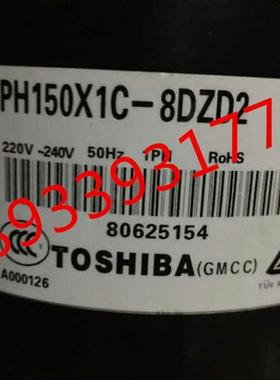 PH150X1C-8DZD2
220V ~240V 50Hz 1PH RoHS
80625154
TOSHIBA(GMCC)
A000126